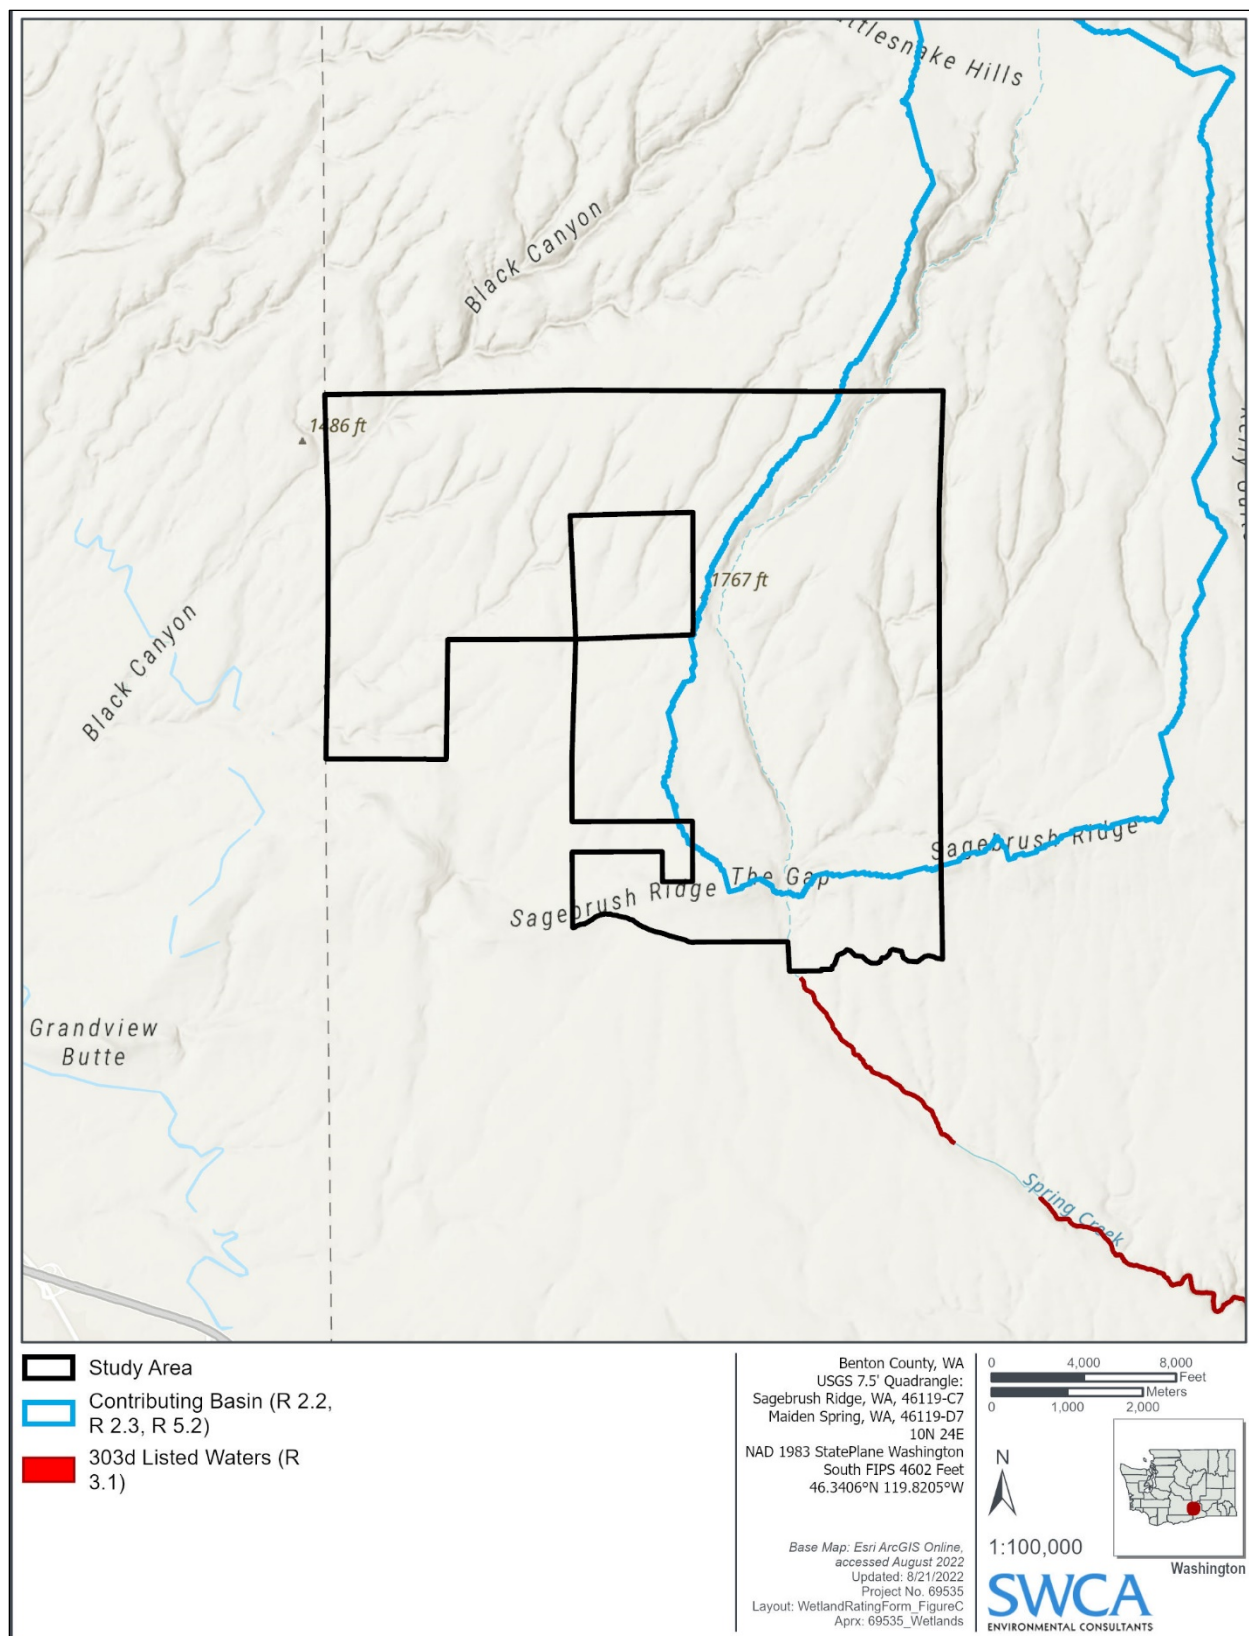 Hills
Black Canyon
1486 ft
1767 ft
Black Canyon
Sagebrush Ridge
The Gap
Sagebrush Ridge
Grandview
Butte
Spring Creek
Study Area
Contributing Basin (R 2.2,
R 2.3, R 5.2)
303d Listed Waters (R
3.1)
Benton County, WA
USGS 7.5' Quadrangle:
Sagebrush Ridge, WA, 46119-C7
Maiden Spring, WA, 46119-D7
10N 24E
NAD 1983 StatePlane Washington
South FIPS 4602 Feet
46.3406°N 119.8205°W
Base Map: Esri ArcGIS Online,
accessed August 2022
Updated: 8/21/2022
Project No. 69535
Layout: WetlandRatingForm_FigureC
Aprx: 69535_Wetlands
0 4,000 8,000
Feet
Meters
0 1,000 2,000
N
1:100,000
Washington
SWCA
ENVIRONMENTAL CONSULTANTS